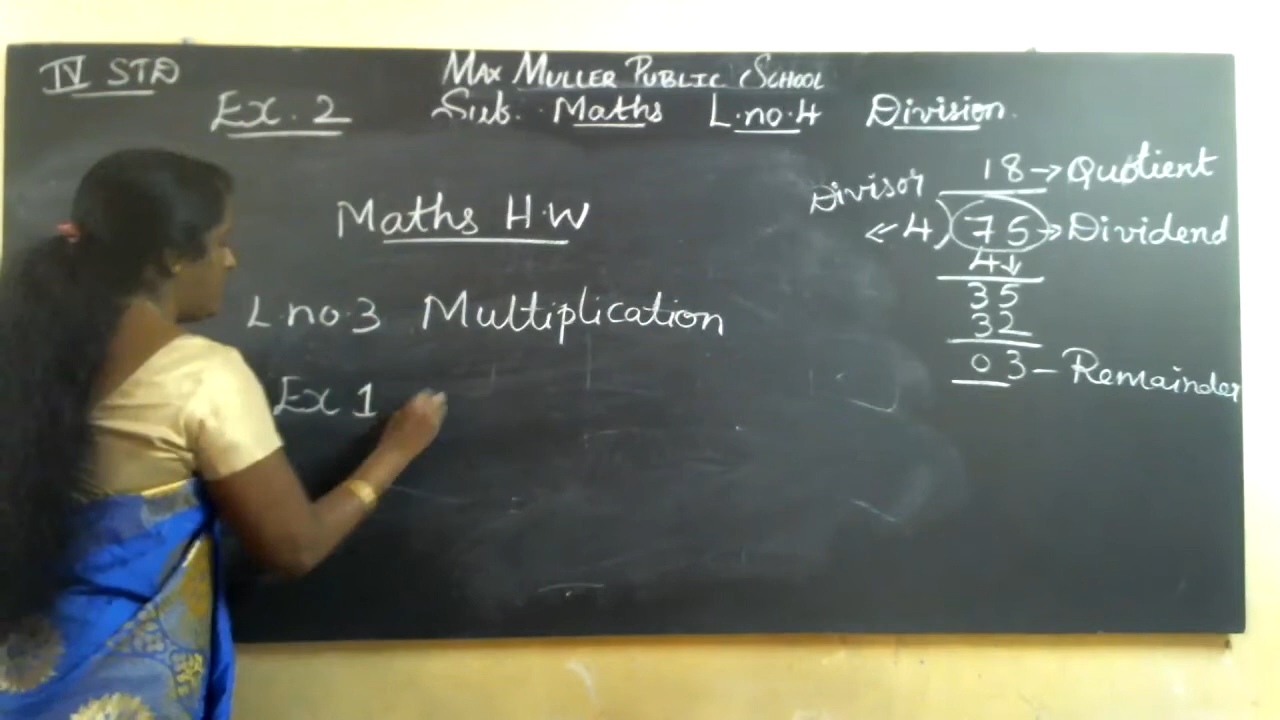 IV STD
MAX MULLER PUBLIC SCHOOL
Ex. 2 Sub. Maths L.no.4 Division.
Maths H.W
L.no.3 Multiplication
Ex 1
18 → Quotient
Divisor
← 4) 75 → Dividend
4↓
35
32
03 – Remainder